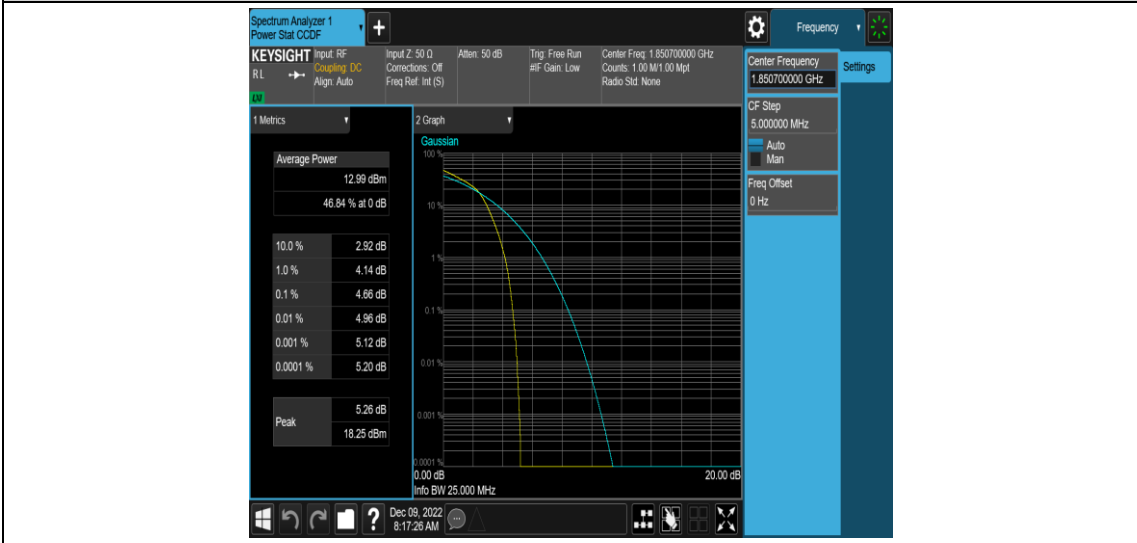 Spectrum Analyzer 1
Power Stat CCDF
+
Frequency
KEYSIGHT
RL
LM
Input: RF
Coupling: DC
Align: Auto
Input Z: 50 Ω
Corrections: Off
Freq Ref: Int (S)
Atten: 50 dB
Trig: Free Run
#IF Gain: Low
Center Freq: 1.850700000 GHz
Counts: 1.00 M/1.00 Mpt
Radio Std: None
Center Frequency
1.850700000 GHz
Settings
CF Step
5.000000 MHz
Auto
Man
Freq Offset
0 Hz
1 Metrics
Average Power
12.99 dBm
46.84 % at 0 dB
10.0 % 2.92 dB
1.0 % 4.14 dB
0.1 % 4.66 dB
0.01 % 4.96 dB
0.001 % 5.12 dB
0.0001 % 5.20 dB
Peak
5.26 dB
18.25 dBm
2 Graph
Gaussian
100 %
10 %
1 %
0.1 %
0.01 %
0.001 %
0.0001 %
0.00 dB 20.00 dB
Info BW 25.000 MHz
?
Dec 09, 2022
8:17:26 AM